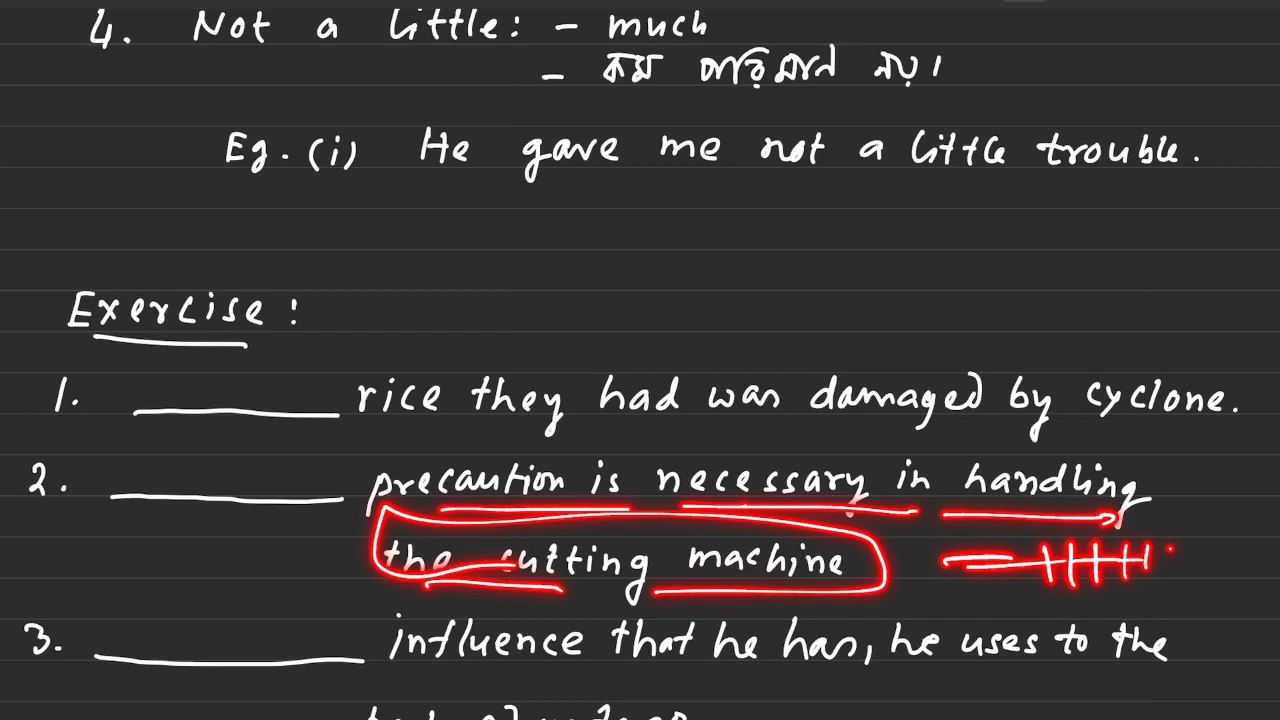 4. Not a little: - much
- কম পরিমানে নয়।
Eg. (i) He gave me not a little trouble.
Exercise :
1. ________ rice they had was damaged by cyclone.
2. ________ precaution is necessary in handling
the cutting machine
3. ________ influence that he has, he uses to the